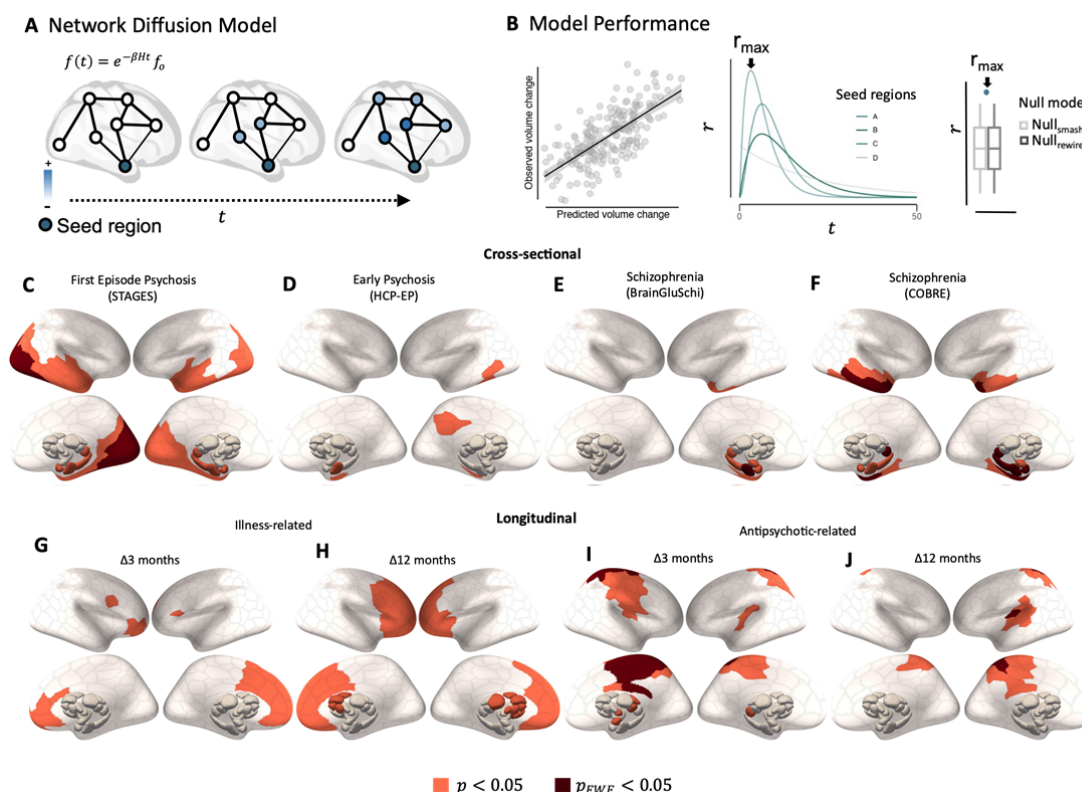 A Network Diffusion Model
f(t) = e^{-βHt} f_o
+
-
t
Seed region
B Model Performance
Observed volume change
Predicted volume change
r_max
r
Seed regions
A
B
C
D
0
50
t
r_max
r
Null mode
Null_smash
Null_rewire
Cross-sectional
C First Episode Psychosis
(STAGES)
D Early Psychosis
(HCP-EP)
E Schizophrenia
(BrainGluSchi)
F Schizophrenia
(COBRE)
Longitudinal
Illness-related
Antipsychotic-related
G Δ3 months
H Δ12 months
I Δ3 months
J Δ12 months
p < 0.05
p_FWE < 0.05